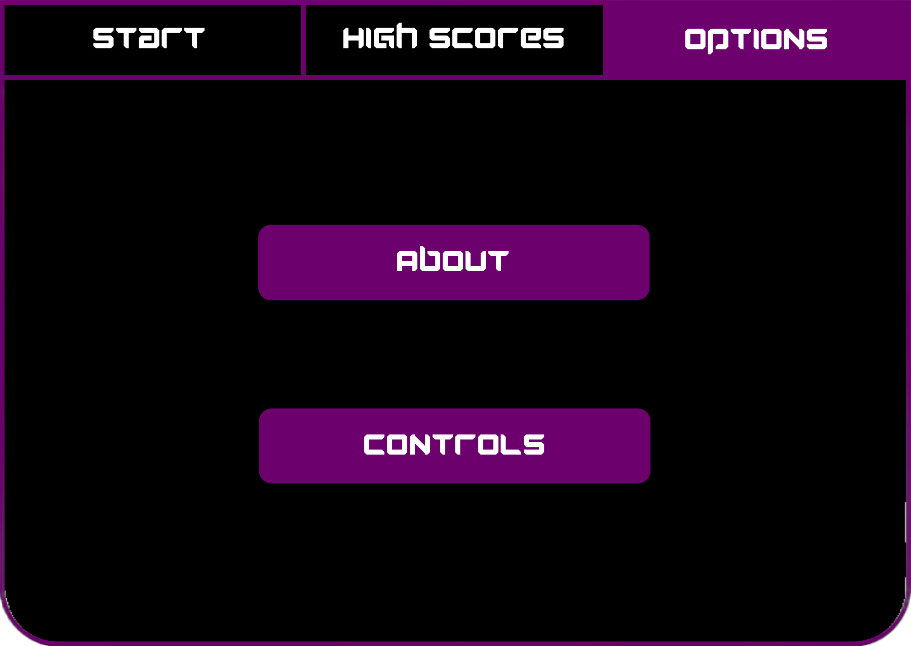 START
HIGH SCORES
OPTIONS
ABOUT
CONTROLS